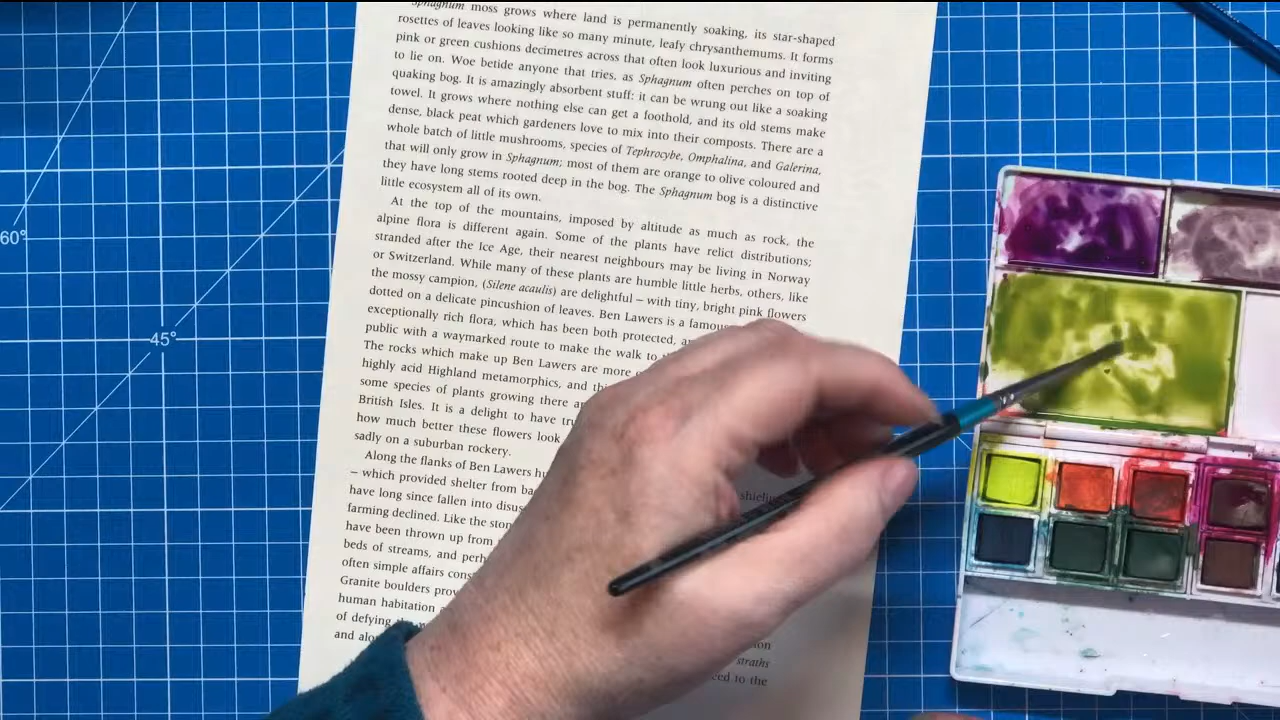 Sphagnum moss grows where land is permanently soaking, its star-shaped
rosettes of leaves looking like so many minute, leafy chrysanthemums. It forms
pink or green cushions decimetres across that often look luxurious and inviting
to lie on. Woe betide anyone that tries, as Sphagnum often perches on top of
quaking bog. It is amazingly absorbent stuff: it can be wrung out like a soaking
towel. It grows where nothing else can get a foothold, and its old stems make
dense, black peat which gardeners love to mix into their composts. There are a
whole batch of little mushrooms, species of Tephrocybe, Omphalina, and Galerina,
that will only grow in Sphagnum; most of them are orange to olive coloured and
they have long stems rooted deep in the bog. The Sphagnum bog is a distinctive
little ecosystem all of its own.
At the top of the mountains, imposed by altitude as much as rock, the
alpine flora is different again. Some of the plants have relict distributions;
stranded after the Ice Age, their nearest neighbours may be living in Norway
or Switzerland. While many of these plants are humble little herbs, others, like
the mossy campion, (Silene acaulis) are delightful – with tiny, bright pink flowers
dotted on a delicate pincushion of leaves. Ben Lawers is a
exceptionally rich flora, which has been both protected,
public with a waymarked route to make the walk to
The rocks which make up Ben Lawers are more
highly acid Highland metamorphics, and
some species of plants growing there
British Isles. It is a delight to have
how much better these flowers look
sadly on a suburban rockery.
Along the flanks of Ben Lawers
– which provided shelter from shielin
have long since fallen into
farming declined. Like the
have been thrown up from
beds of streams, and
often simple affairs
Granite boulders
human habitation
of defying
and straths
to the
60°
45°